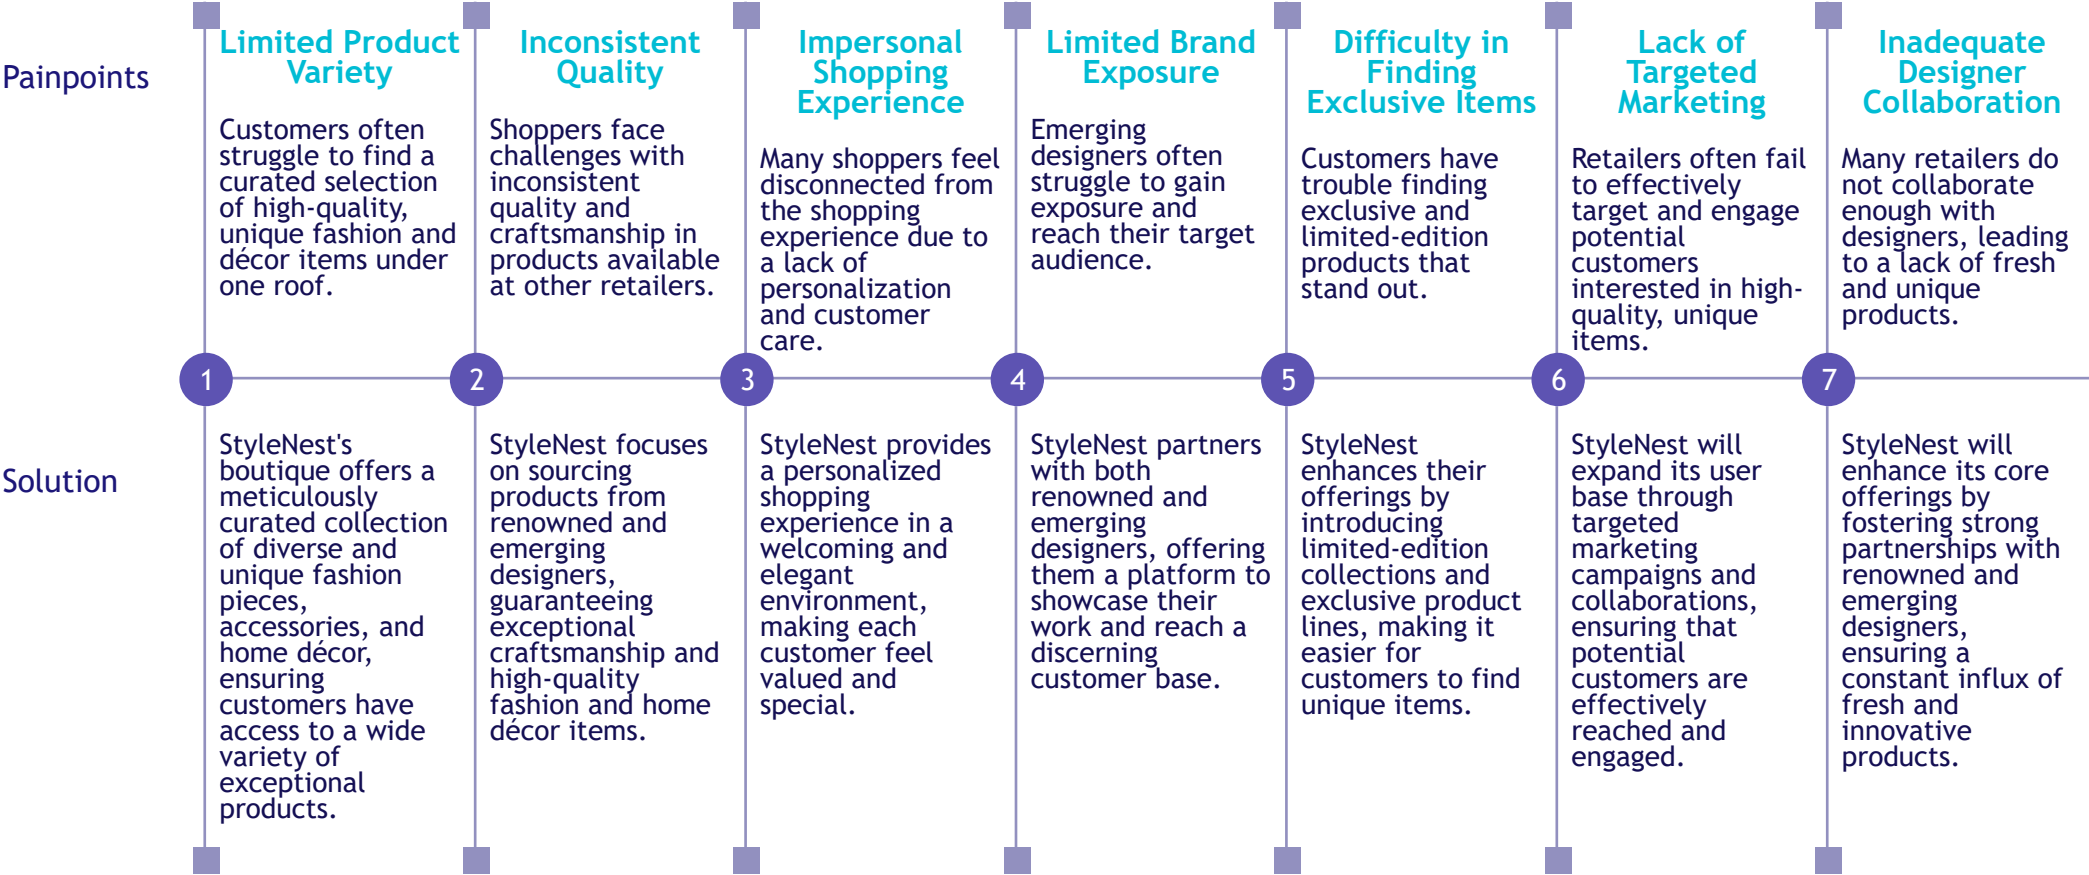 Painpoints
Limited Product
Variety
Customers often
struggle to find a
curated selection
of high-quality,
unique fashion and
décor items under
one roof.
Inconsistent
Quality
Shoppers face
challenges with
inconsistent
quality and
craftsmanship in
products available
at other retailers.
Impersonal
Shopping
Experience
Many shoppers feel
disconnected from
the shopping
experience due to
a lack of
personalization
and customer
care.
Limited Brand
Exposure
Emerging
designers often
struggle to gain
exposure and
reach their target
audience.
Difficulty in
Finding
Exclusive Items
Customers have
trouble finding
exclusive and
limited-edition
products that
stand out.
Lack of
Targeted
Marketing
Retailers often fail
to effectively
target and engage
potential
customers
interested in high-
quality, unique
items.
Inadequate
Designer
Collaboration
Many retailers do
not collaborate
enough with
designers, leading
to a lack of fresh
and unique
products.
1
2
3
4
5
6
7
Solution
StyleNest's
boutique offers a
meticulously
curated collection
of diverse and
unique fashion
pieces,
accessories, and
home décor,
ensuring
customers have
access to a wide
variety of
exceptional
products.
StyleNest focuses
on sourcing
products from
renowned and
emerging
designers,
guaranteeing
exceptional
craftsmanship and
high-quality
fashion and home
décor items.
StyleNest provides
a personalized
shopping
experience in a
welcoming and
elegant
environment,
making each
customer feel
valued and
special.
StyleNest partners
with both
renowned and
emerging
designers, offering
them a platform to
showcase their
work and reach a
discerning
customer base.
StyleNest
enhances their
offerings by
introducing
limited-edition
collections and
exclusive product
lines, making it
easier for
customers to find
unique items.
StyleNest will
expand its user
base through
targeted
marketing
campaigns and
collaborations,
ensuring that
potential
customers are
effectively
reached and
engaged.
StyleNest will
enhance its core
offerings by
fostering strong
partnerships with
renowned and
emerging
designers,
ensuring a
constant influx of
fresh and
innovative
products.